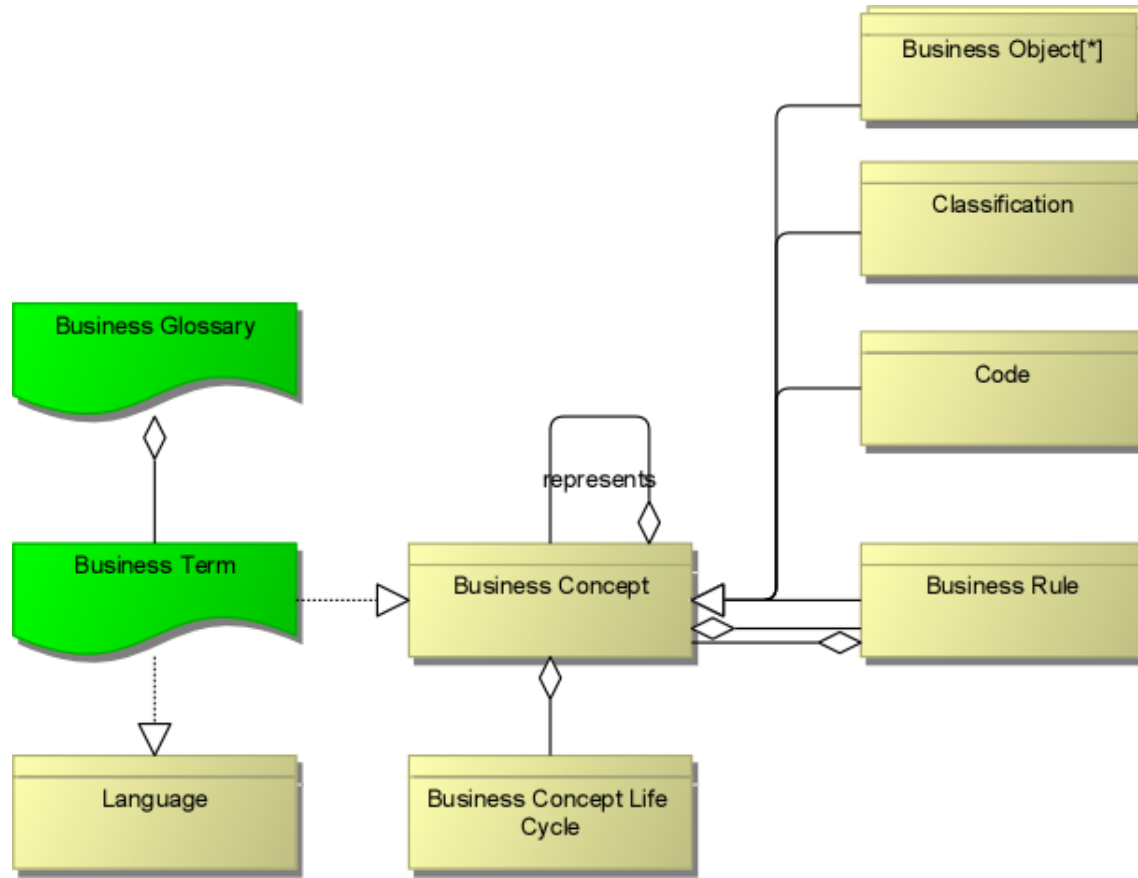 Business Object[*]
Classification
Business Glossary
Code
represents
Business Term
Business Concept
Business Rule
Language
Business Concept Life
Cycle